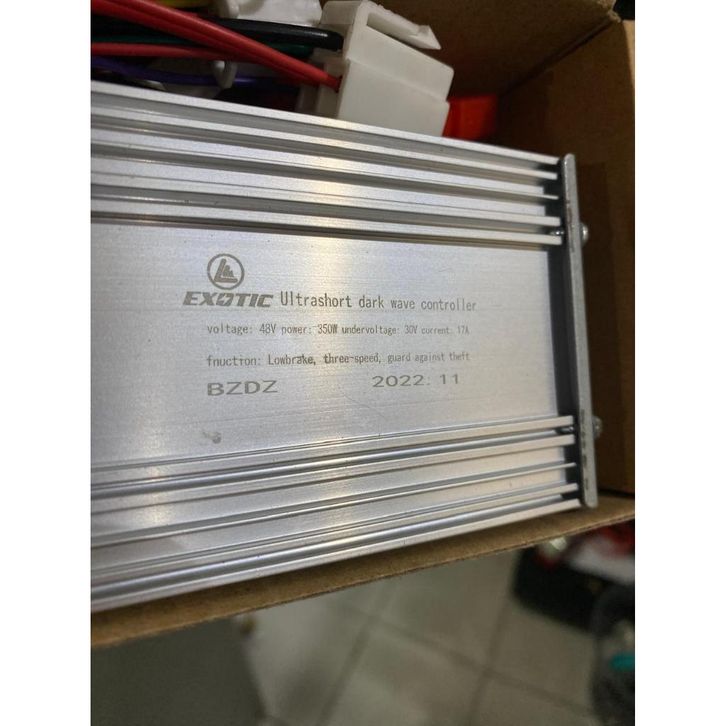 EXOTIC Ultrashort dark wave controller
voltage: 48V power: 350W undervoltage: 30V current: 17A
fnuction: Lowbrake, three-speed, guard against theft
BZDZ 2022.11